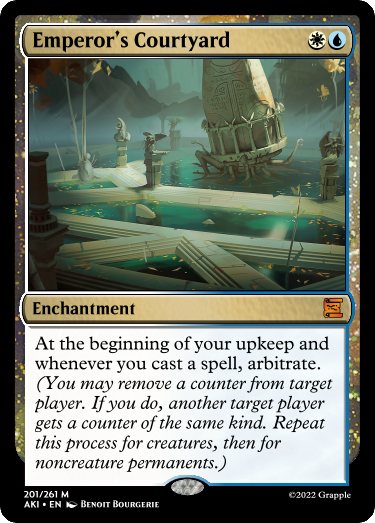 Emperor's Courtyard
Enchantment
At the beginning of your upkeep and
whenever you cast a spell, arbitrate.
(You may remove a counter from target
player. If you do, another target player
gets a counter of the same kind. Repeat
this process for creatures, then for
noncreature permanents.)
201/261 M
AKI • EN Benoit Bourgerie
©2022 Grapple